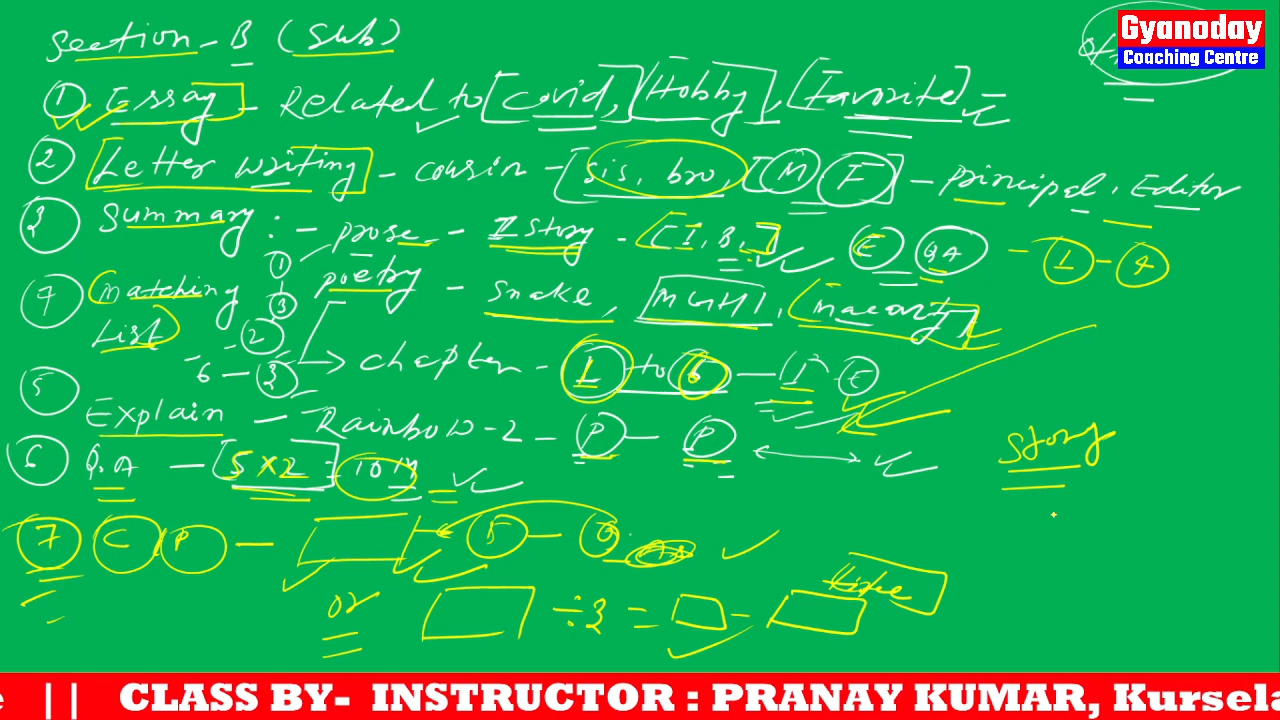 Gyanoday
Coaching Centre
Section - B (Sub)
① Essay - Related to [Covid, Hobby, Favorite] -
② Letter writing - cousin - [sis, bro, M F] - principal, Editor
3 Summary : - prose - I story - [I, B,] E QA - 1 - 4
① poetry - snake, MGHI,
4 Matching List
3
2
6 - 3 chapter - 1 to 6 - I E
5 Explain - Rainbow-2 - P - P
6 Q.A - 5 x 2 = 10 M
story
7 C P - 5 -
or ÷ 3 = -
|| CLASS BY- INSTRUCTOR : PRANAY KUMAR, Kursela